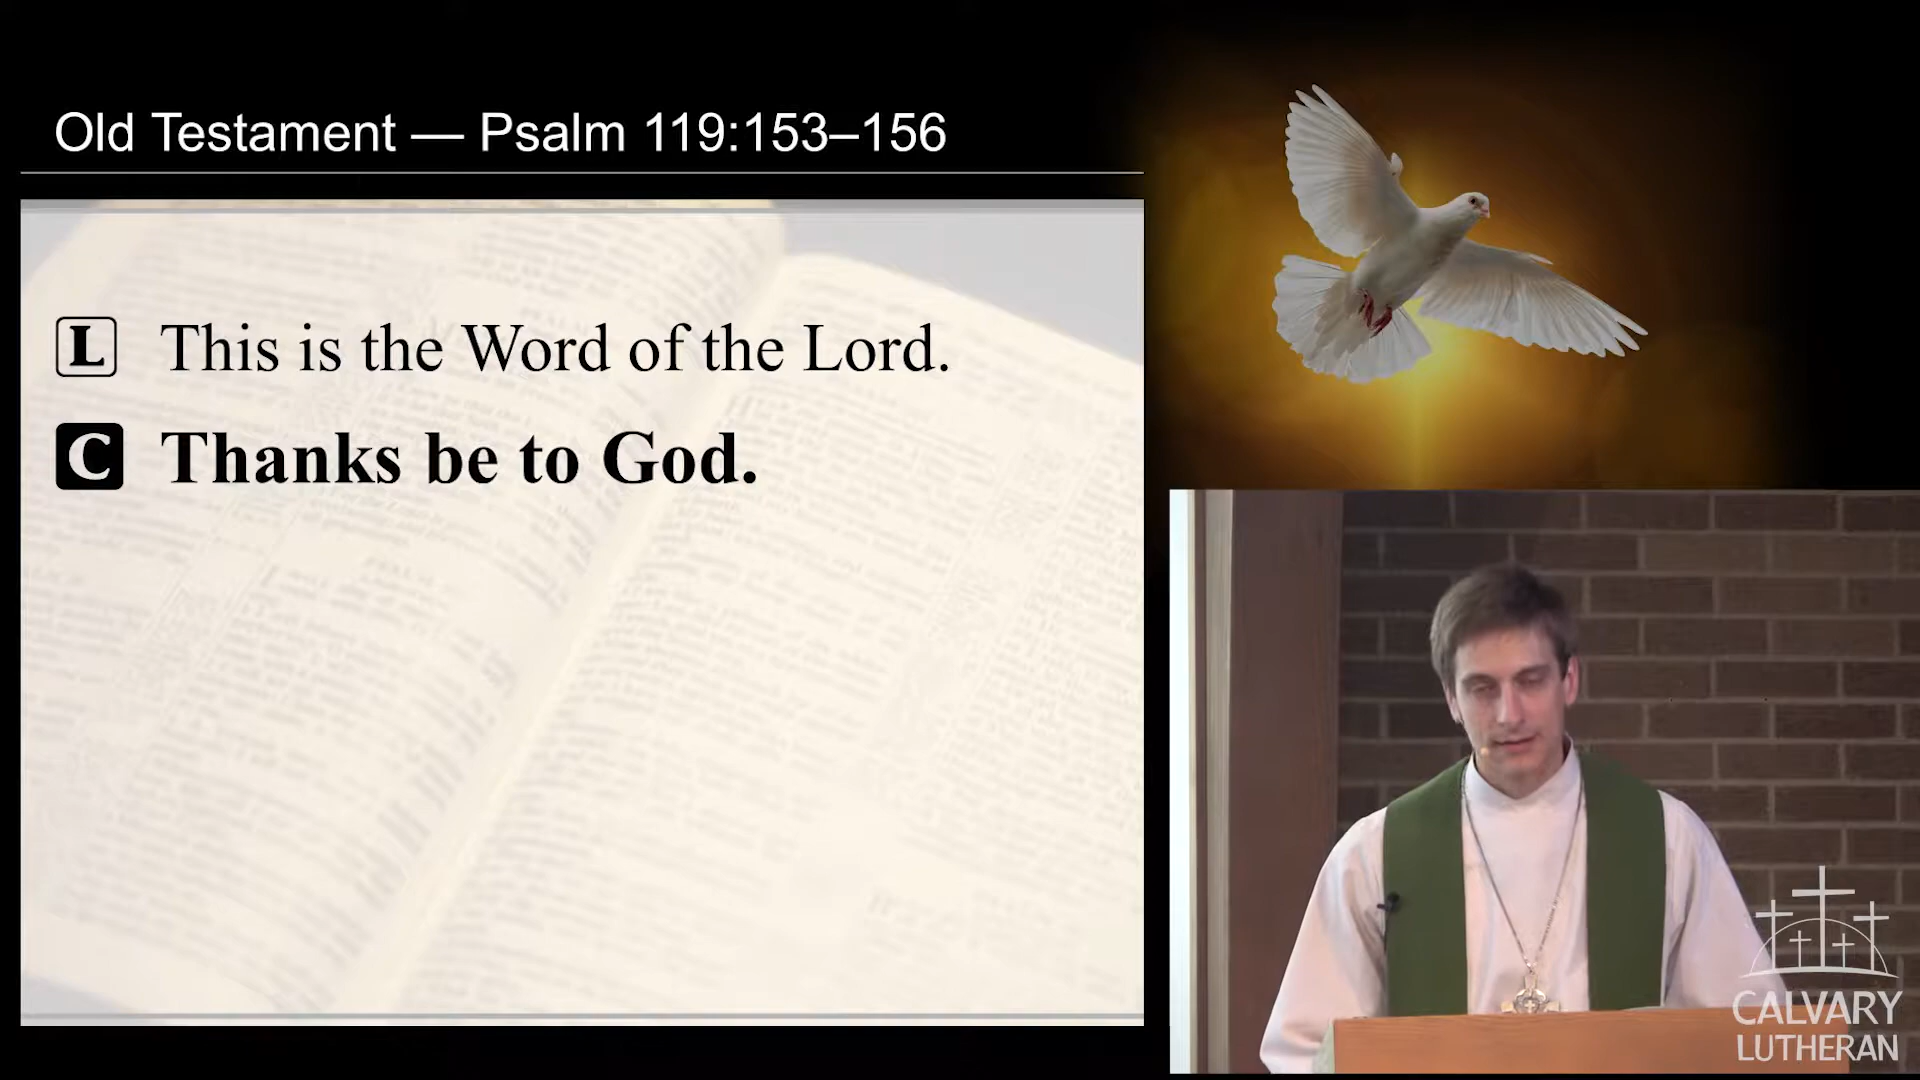 Old Testament — Psalm 119:153–156
L This is the Word of the Lord.
C Thanks be to God.
CALVARY
LUTHERAN